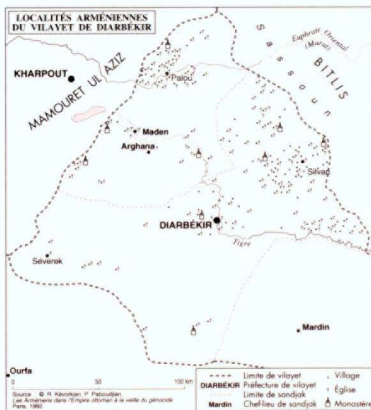 LOCALITÉS ARMÉNIENNES
DU VILAYET DE DIARBÉKIR
Euphrate Oriental
(Murat)
KHARPOUT
Palou
Sassoun
BITLIS
MAMOURET UL AZIZ
Maden
Arghana
Silvan
DIARBÉKIR
Tigre
Séverek
Mardin
Ourfa
0 50 100 km
Source : © R. Kévorkian, P. Paboudjian,
Les Arméniens dans l'Empire ottoman à la veille du génocide
Paris, 1992
Limite de vilayet
DIARBÉKIR Préfecture de vilayet
Limite de sandjak
Mardin Chef-lieu de sandjak
Village
Église
Monastère